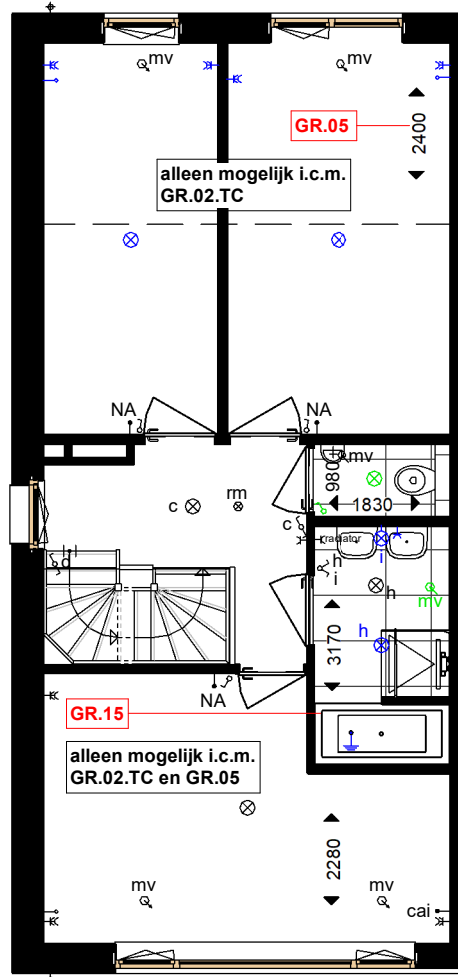 mv
mv
GR.05
2400
alleen mogelijk i.c.m.
GR.02.TC
NA
NA
mv
980
1830
c
rm
c
radiator
h
i
i
d
h
mv
h
3170
NA
GR.15
alleen mogelijk i.c.m.
GR.02.TC en GR.05
2280
mv
mv
cai